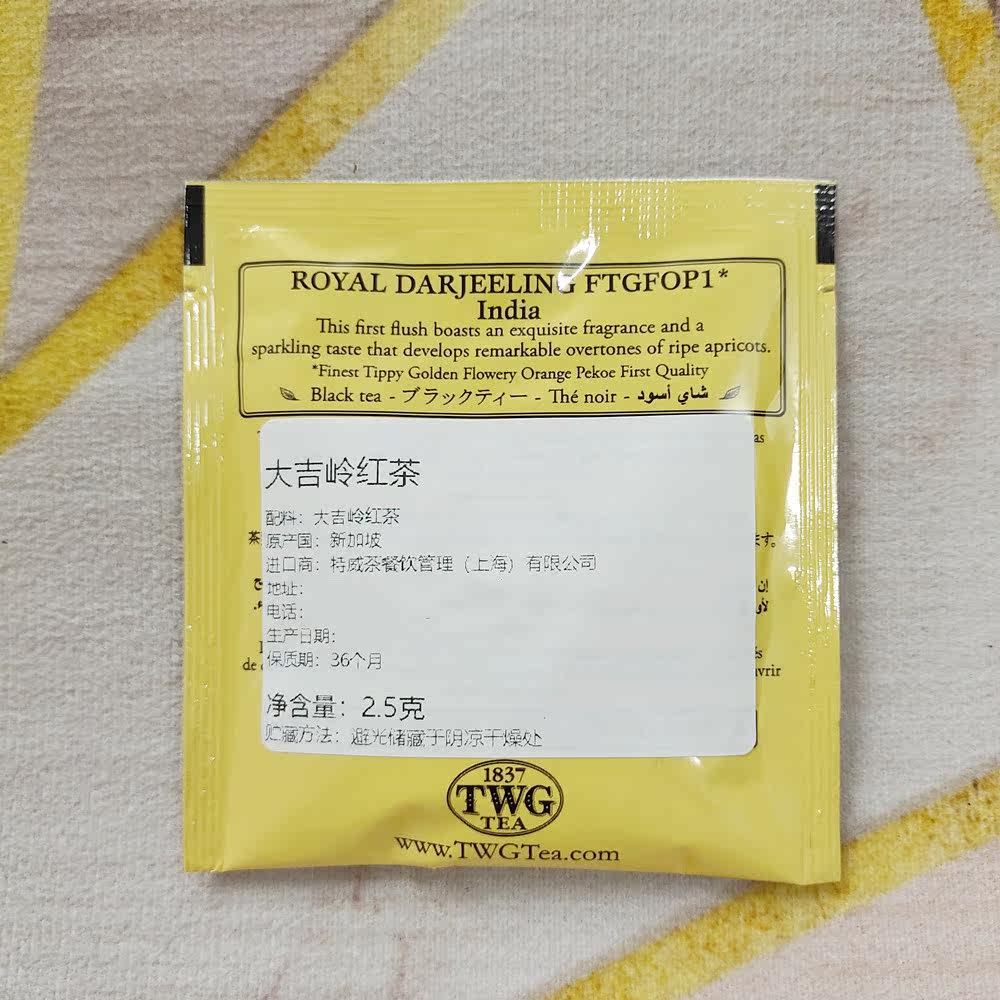 ROYAL DARJEELING FTGFOP1*
India
This first flush boasts an exquisite fragrance and a
sparkling taste that develops remarkable overtones of ripe apricots.
*Finest Tippy Golden Flowery Orange Pekoe First Quality
Black tea - ブラックティー - Thé noir - شاي أسود
大吉岭红茶
配料：大吉岭红茶
原产国：新加坡
进口商：特威茶餐饮管理（上海）有限公司
地址：
电话：
生产日期：
保质期：36个月
净含量：2.5克
贮藏方法：避光储藏于阴凉干燥处
1837
TWG
TEA
www.TWGTea.com